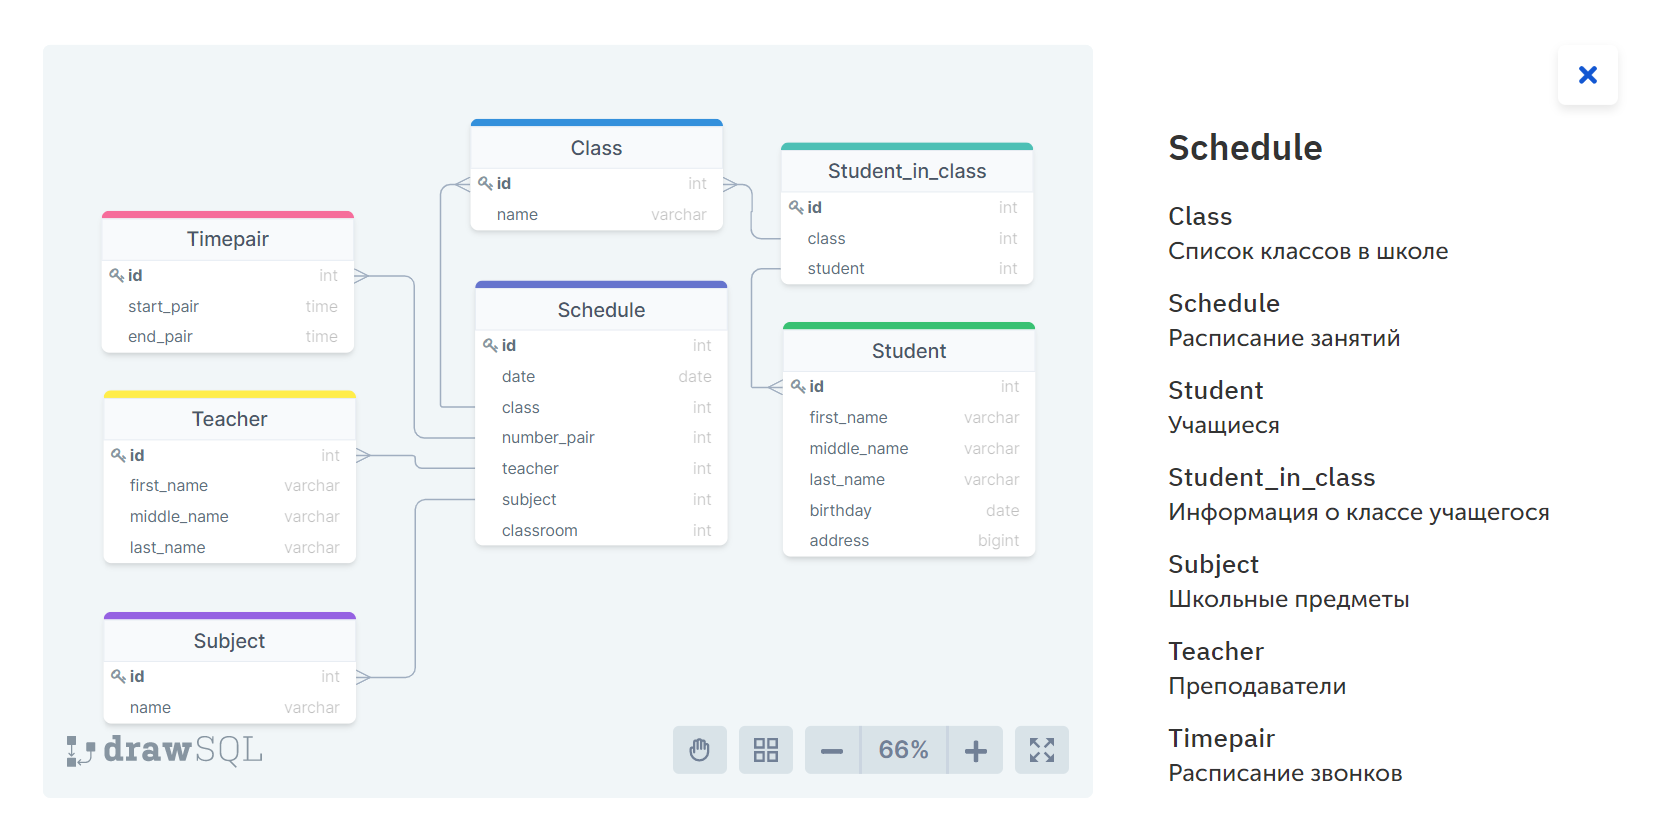 Class
id int
name varchar
Student_in_class
id int
class int
student int
Timepair
id int
start_pair time
end_pair time
Schedule
id int
date date
class int
number_pair int
teacher int
subject int
classroom int
Student
id int
first_name varchar
middle_name varchar
last_name varchar
birthday date
address bigint
Teacher
id int
first_name varchar
middle_name varchar
last_name varchar
Subject
id int
name varchar
drawSQL
66%
Schedule
Class
Список классов в школе
Schedule
Расписание занятий
Student
Учащиеся
Student_in_class
Информация о классе учащегося
Subject
Школьные предметы
Teacher
Преподаватели
Timepair
Расписание звонков